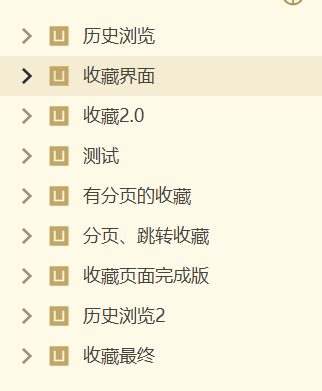 历史浏览
收藏界面
收藏2.0
测试
有分页的收藏
分页、跳转收藏
收藏页面完成版
历史浏览2
收藏最终